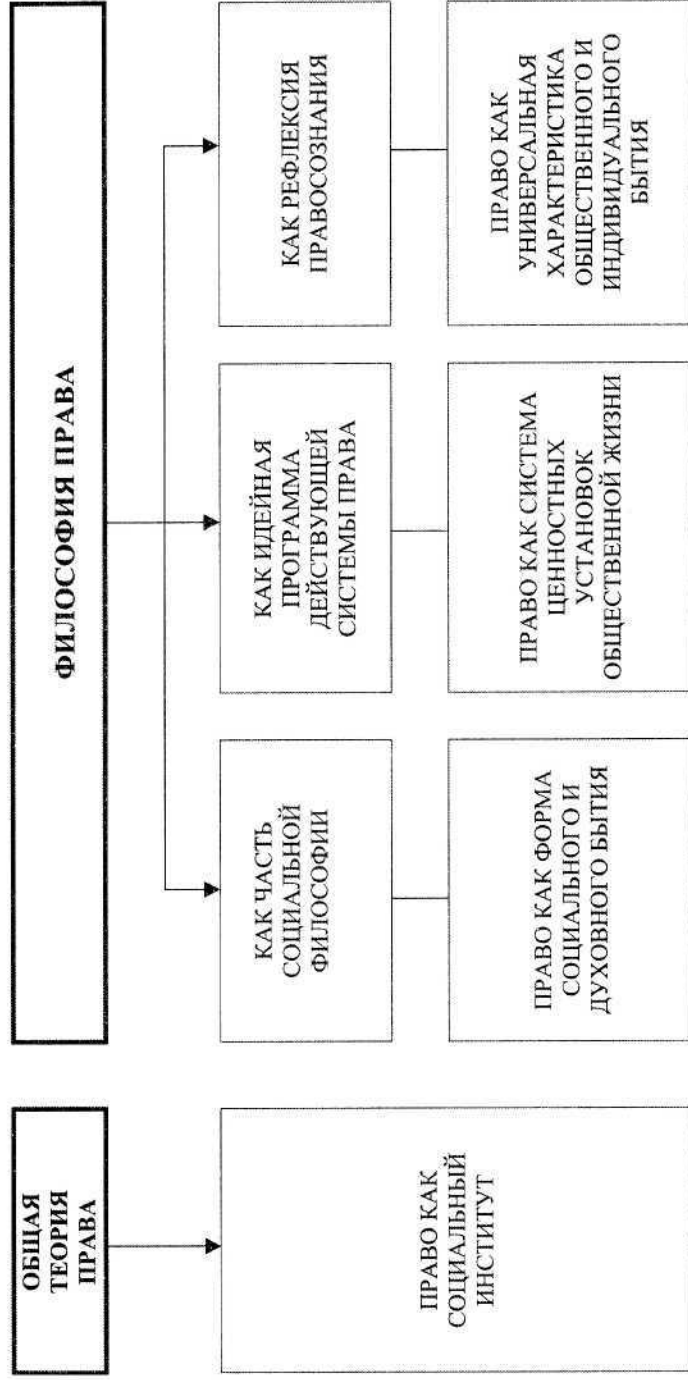 ОБЩАЯ
ТЕОРИЯ
ПРАВА
ФИЛОСОФИЯ ПРАВА
ПРАВО КАК
СОЦИАЛЬНЫЙ
ИНСТИТУТ
КАК ЧАСТЬ
СОЦИАЛЬНОЙ
ФИЛОСОФИИ
КАК ИДЕЙНАЯ
ПРОГРАММА
ДЕЙСТВУЮЩЕЙ
СИСТЕМЫ ПРАВА
КАК РЕФЛЕКСИЯ
ПРАВОСОЗНАНИЯ
ПРАВО КАК ФОРМА
СОЦИАЛЬНОГО И
ДУХОВНОГО БЫТИЯ
ПРАВО КАК СИСТЕМА
ЦЕННОСТНЫХ
УСТАНОВОК
ОБЩЕСТВЕННОЙ ЖИЗНИ
ПРАВО КАК
УНИВЕРСАЛЬНАЯ
ХАРАКТЕРИСТИКА
ОБЩЕСТВЕННОГО И
ИНДИВИДУАЛЬНОГО
БЫТИЯ